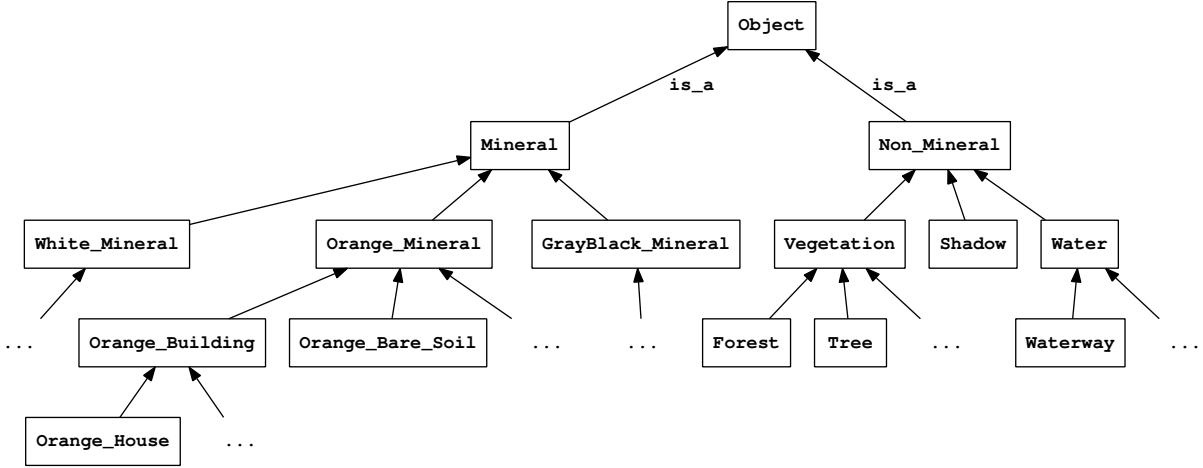 Object
is_a
is_a
Mineral
Non_Mineral
White_Mineral
Orange_Mineral
GrayBlack_Mineral
Vegetation
Shadow
Water
...
Orange_Building
Orange_Bare_Soil
...
...
Forest
Tree
...
Waterway
...
Orange_House
...